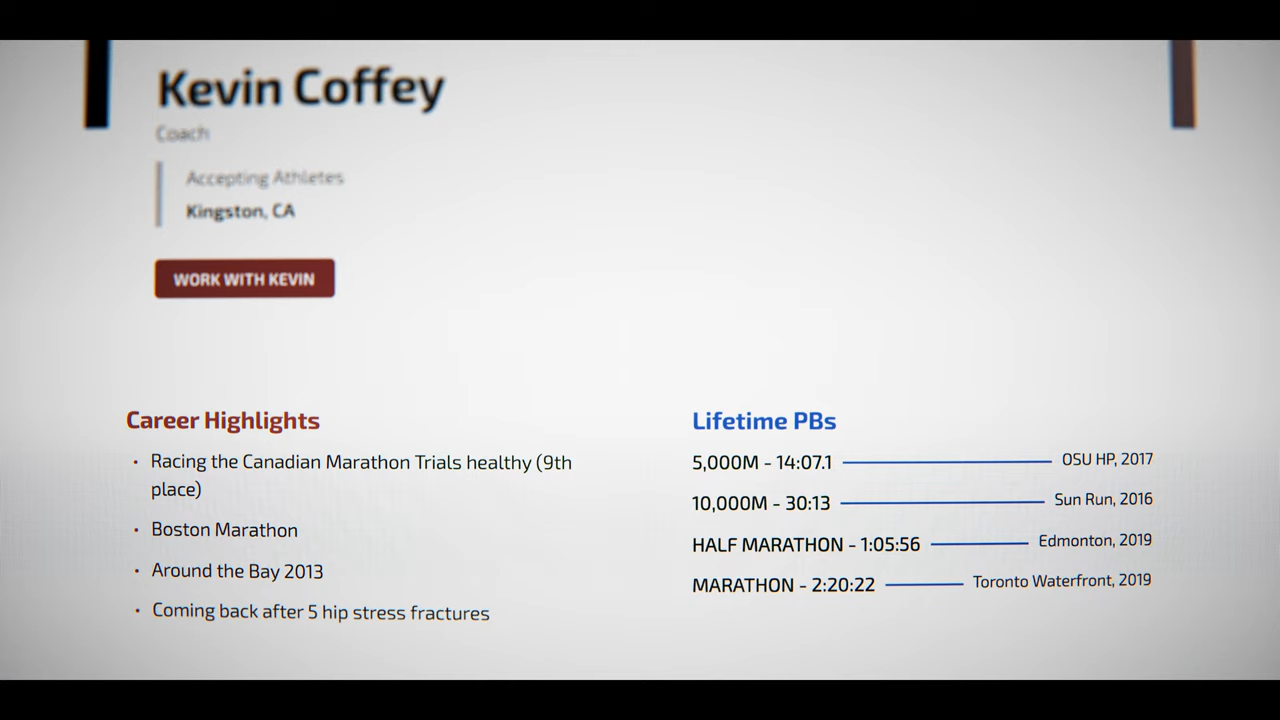 Kevin Coffey
Coach
Accepting Athletes
Kingston, CA
WORK WITH KEVIN
Career Highlights
• Racing the Canadian Marathon Trials healthy (9th
place)
• Boston Marathon
• Around the Bay 2013
• Coming back after 5 hip stress fractures
Lifetime PBs
5,000M - 14:07.1 OSU HP, 2017
10,000M - 30:13 Sun Run, 2016
HALF MARATHON - 1:05:56 Edmonton, 2019
MARATHON - 2:20:22 Toronto Waterfront, 2019